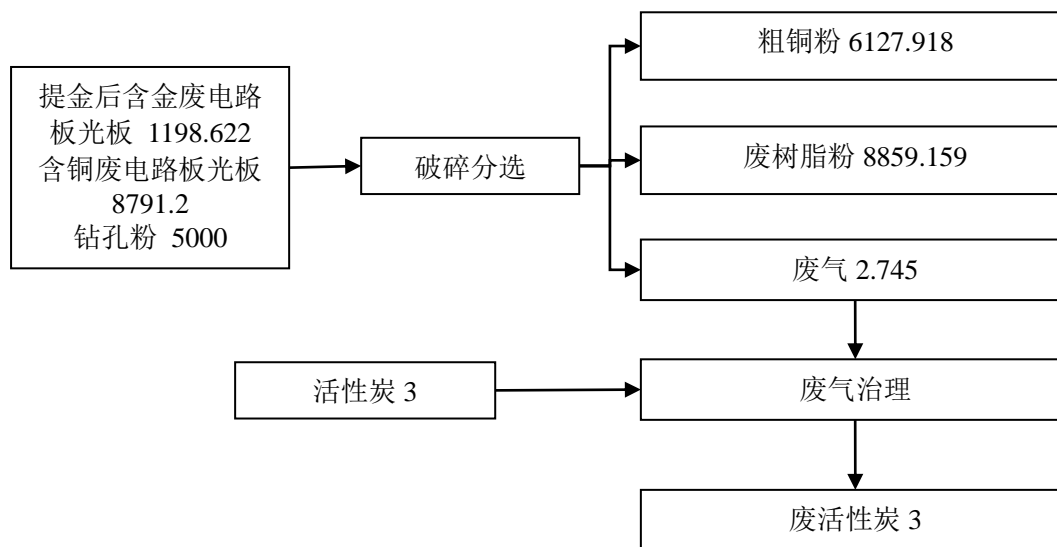 提金后含金废电路
板光板 1198.622
含铜废电路板光板
8791.2
钻孔粉 5000
破碎分选
粗铜粉 6127.918
废树脂粉 8859.159
废气 2.745
活性炭 3
废气治理
废活性炭 3